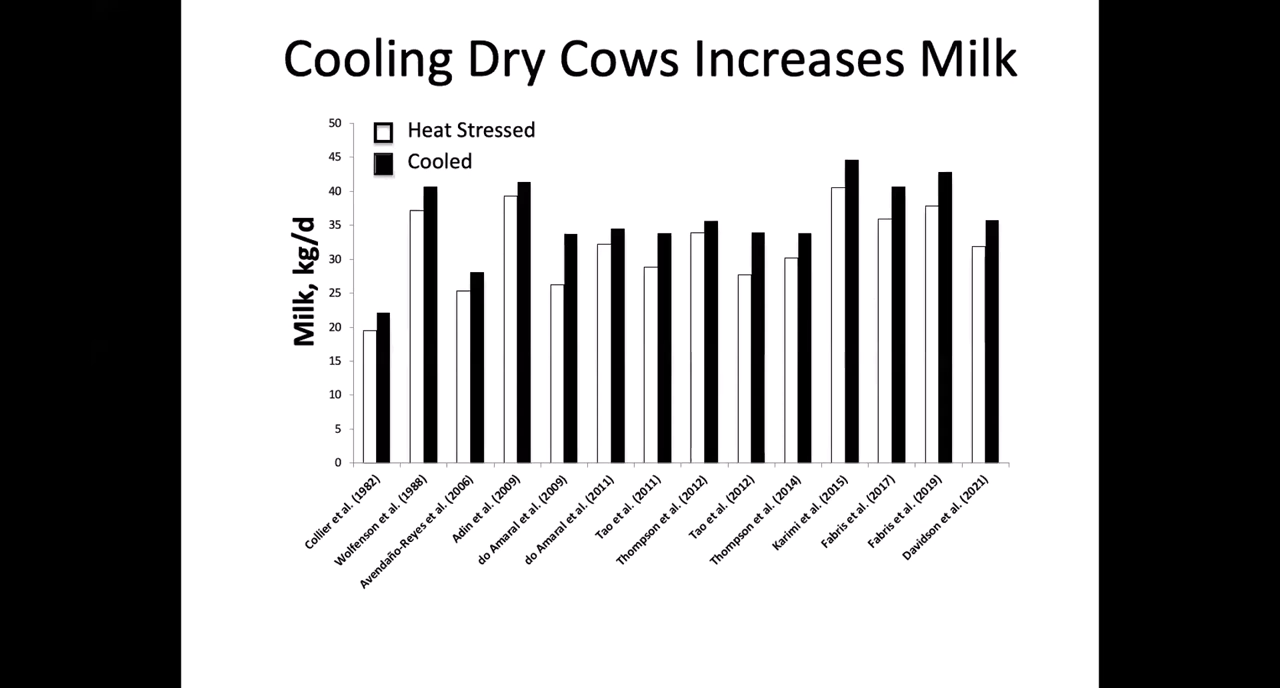 Cooling Dry Cows Increases Milk
Heat Stressed
Cooled
Milk, kg/d
50
45
40
35
30
25
20
15
10
5
0
Collier et al. (1982)
Wolfenson et al. (1988)
Avendaño-Reyes et al. (2006)
Adin et al. (2009)
do Amaral et al. (2009)
do Amaral et al. (2011)
Tao et al. (2011)
Thompson et al. (2012)
Tao et al. (2012)
Thompson et al. (2014)
Karimi et al. (2015)
Fabris et al. (2017)
Fabris et al. (2019)
Davidson et al. (2021)